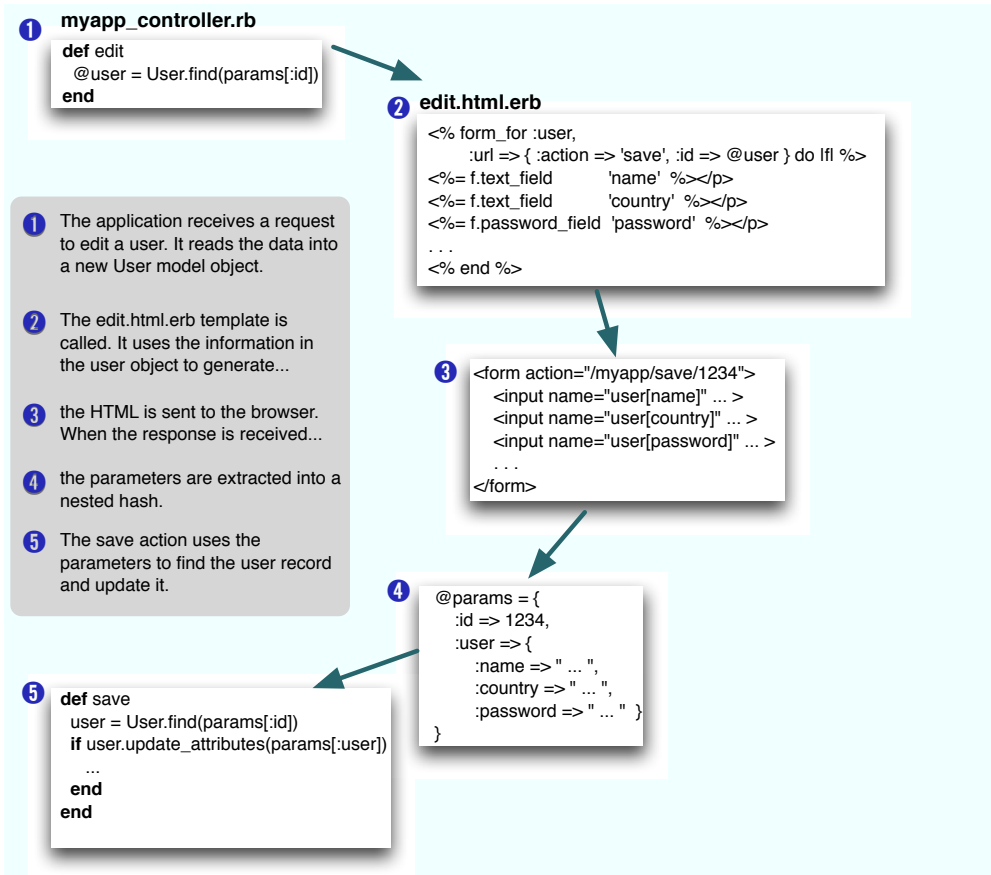 1 myapp_controller.rb
def edit
@user = User.find(params[:id])
end
2 edit.html.erb
<% form_for :user,
:url => { :action => 'save', :id => @user } do |f| %>
<%= f.text_field 'name' %></p>
<%= f.text_field 'country' %></p>
<%= f.password_field 'password' %></p>
. . .
<% end %>
1 The application receives a request
to edit a user. It reads the data into
a new User model object.
2 The edit.html.erb template is
called. It uses the information in
the user object to generate...
3 the HTML is sent to the browser.
When the response is received...
4 the parameters are extracted into a
nested hash.
5 The save action uses the
parameters to find the user record
and update it.
3 <form action="/myapp/save/1234">
<input name="user[name]" ... >
<input name="user[country]" ... >
<input name="user[password]" ... >
. . .
</form>
4 @params = {
:id => 1234,
:user => {
:name => " ... ",
:country => " ... ",
:password => " ... " }
}
5 def save
user = User.find(params[:id])
if user.update_attributes(params[:user])
...
end
end